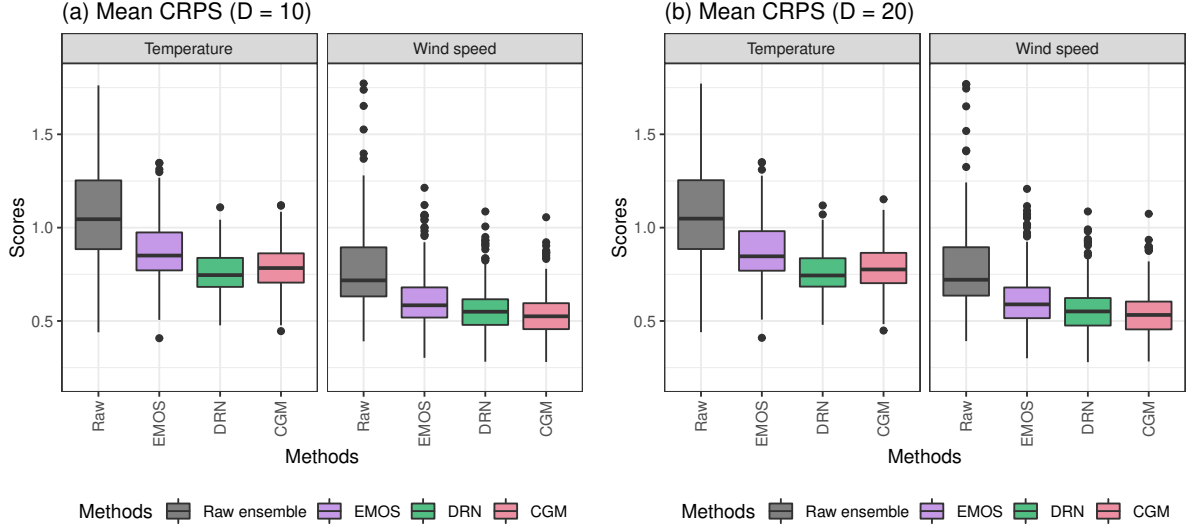 (a) Mean CRPS (D = 10)
Temperature
Wind speed
Scores
1.5
1.0
0.5
Raw
EMOS
DRN
CGM
Raw
EMOS
DRN
CGM
Methods
Methods Raw ensemble EMOS DRN CGM
(b) Mean CRPS (D = 20)
Temperature
Wind speed
Scores
1.5
1.0
0.5
Raw
EMOS
DRN
CGM
Raw
EMOS
DRN
CGM
Methods
Methods Raw ensemble EMOS DRN CGM